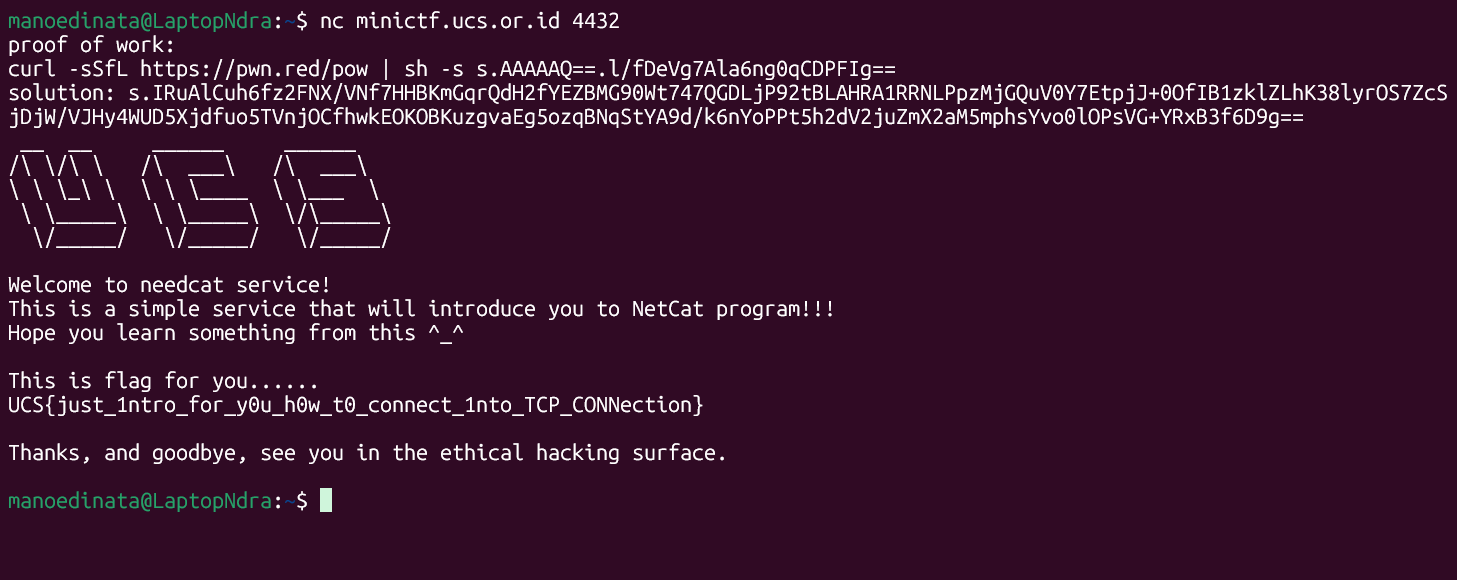 manoedinata@LaptopNdra:~$ nc minictf.ucs.or.id 4432
proof of work:
curl -sSfL https://pwn.red/pow | sh -s s.AAAAAQ==.l/fDeVg7Ala6ng0qCDPFIg==
solution: s.IRuAlCuh6fz2FNX/VNf7HHBKmGqrQdH2fYEZBMG90Wt747QGDLjP92tBLAHRA1RRNLPpzMjGQuV0Y7EtpjJ+0OfIB1zklZLhK38lyrOS7ZcS
jDjW/VJHy4WUD5Xjdfuo5TVnjOCfhwkEOKOBKuzgvaEg5ozqBNqStYA9d/k6nYoPPt5h2dV2juZmX2aM5mphsYvo0lOPsVG+YRxB3f6D9g==
 __  __     ______     ______
/\ \/\ \   /\  ___\   /\  ___\
\ \ \_\ \  \ \ \____  \ \___  \
 \ \_____\  \ \_____\  \/\_____\
  \/_____/   \/_____/   \/_____/
Welcome to needcat service!
This is a simple service that will introduce you to NetCat program!!!
Hope you learn something from this ^_^
This is flag for you......
UCS{just_1ntro_for_y0u_h0w_t0_connect_1nto_TCP_CONNection}
Thanks, and goodbye, see you in the ethical hacking surface.
manoedinata@LaptopNdra:~$